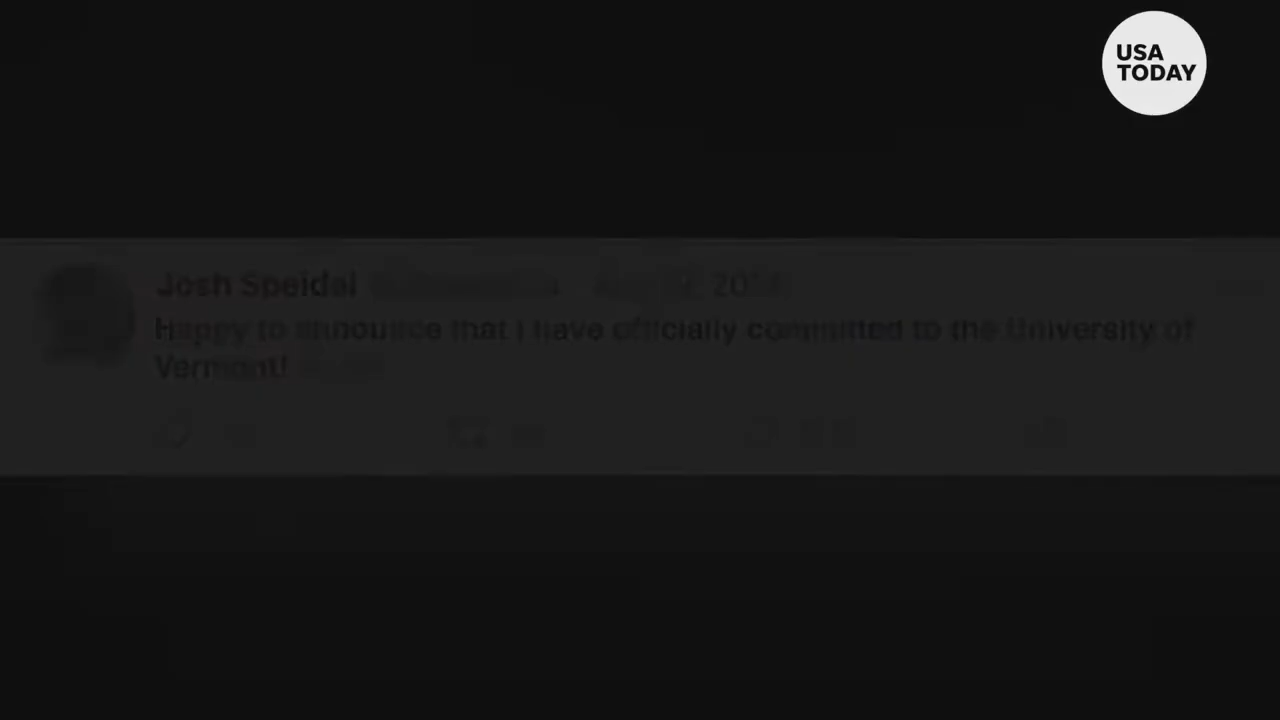 USA
TODAY
Josh Speidel
Happy to announce that I have officially committed to the University of
Vermont!